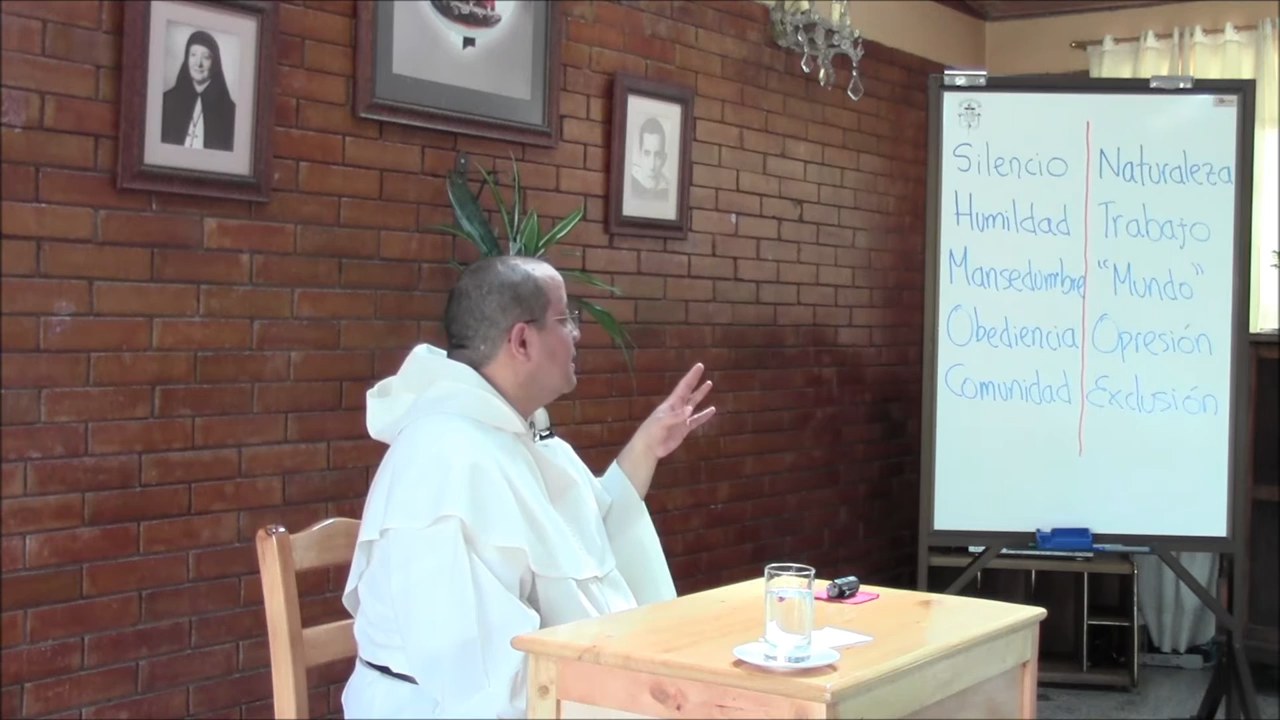 Silencio
Humildad
Mansedumbre
Obediencia
Comunidad
Naturaleza
Trabajo
"Mundo"
Opresión
Exclusión